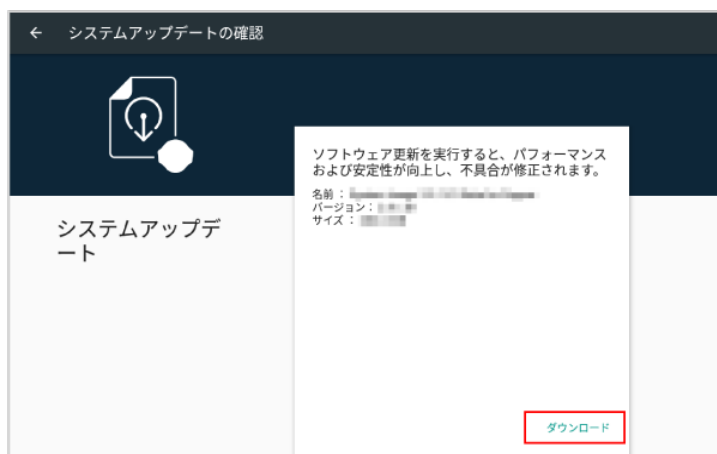 システムアップデートの確認
ソフトウェア更新を実行すると、パフォーマンス
および安定性が向上し、不具合が修正されます。
名前：
バージョン：
サイズ：
システムアップデ
ート
ダウンロード